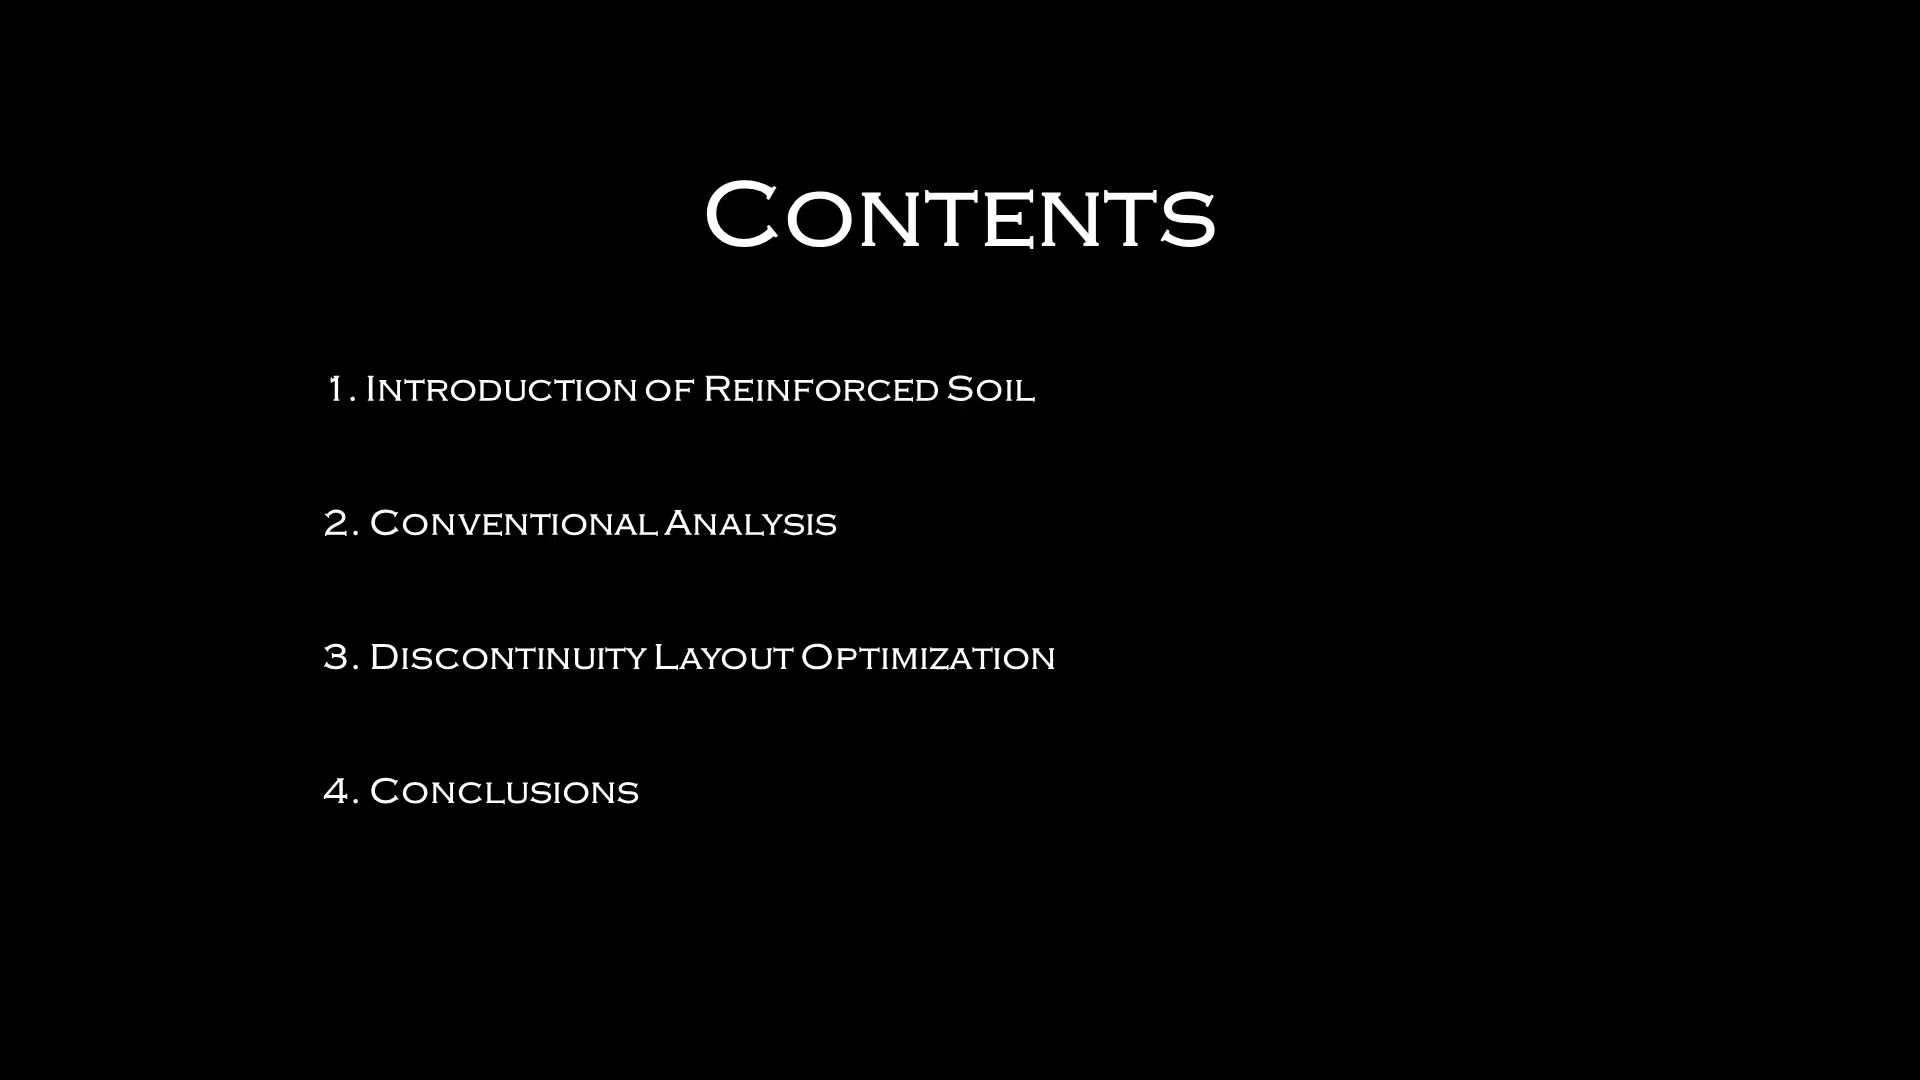 Contents
1. Introduction of Reinforced Soil
2. Conventional Analysis
3. Discontinuity Layout Optimization
4. Conclusions